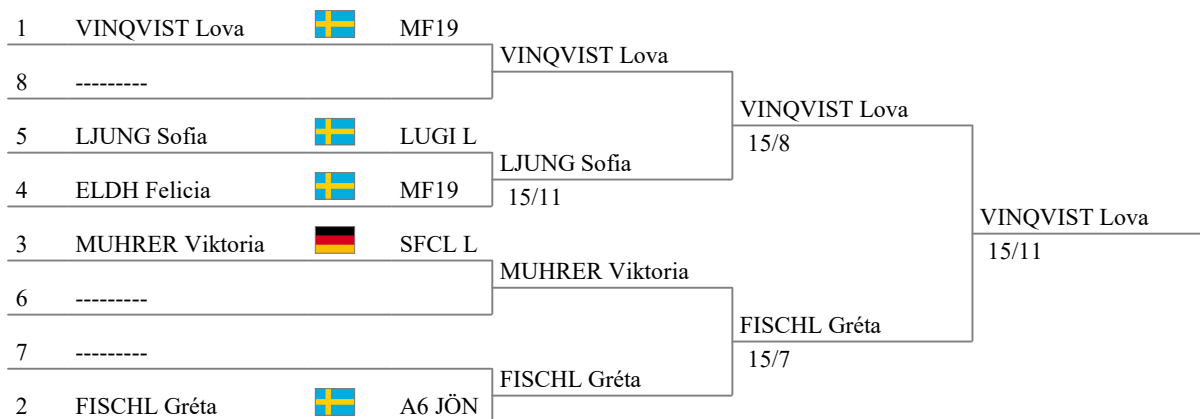 1 VINQVIST Lova MF19
VINQVIST Lova
8 ---------
VINQVIST Lova
15/8
5 LJUNG Sofia LUGI L
LJUNG Sofia
15/11
4 ELDH Felicia MF19
VINQVIST Lova
15/11
3 MUHRER Viktoria SFCL L
MUHRER Viktoria
6 ---------
FISCHL Gréta
15/7
7 ---------
FISCHL Gréta
2 FISCHL Gréta A6 JÖN